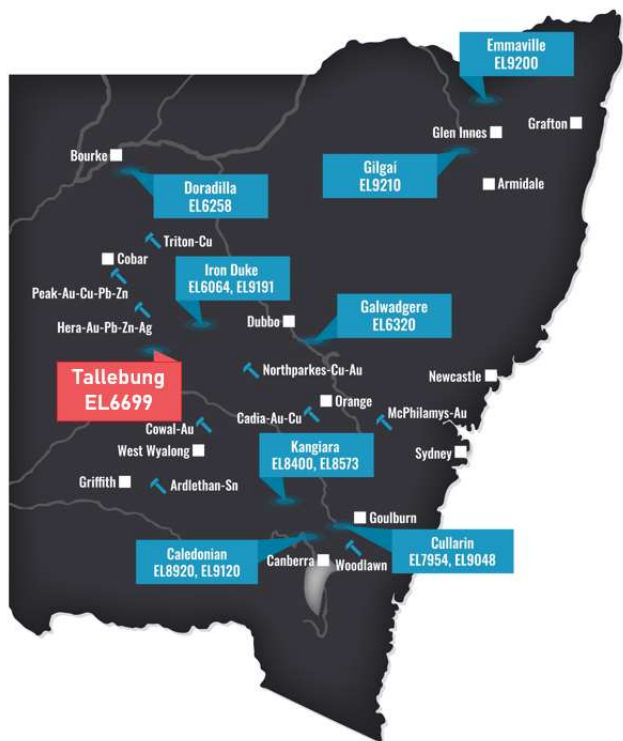 Emmaville
EL9200
Grafton
Glen Innes
Bourke
Gilgai
EL9210
Armidale
Doradilla
EL6258
Triton-Cu
Cobar
Iron Duke
EL6064, EL9191
Peak-Au-Cu-Pb-Zn
Galwadgere
EL6320
Hera-Au-Pb-Zn-Ag
Dubbo
Tallebung
EL6699
Northparkes-Cu-Au
Newcastle
Orange
Cadia-Au-Cu
McPhilamys-Au
Cowal-Au
Kangiara
EL8400, EL8573
West Wyalong
Sydney
Griffith
Ardlethan-Sn
Goulburn
Caledonian
EL8920, EL9120
Canberra
Woodlawn
Cullarin
EL7954, EL9048